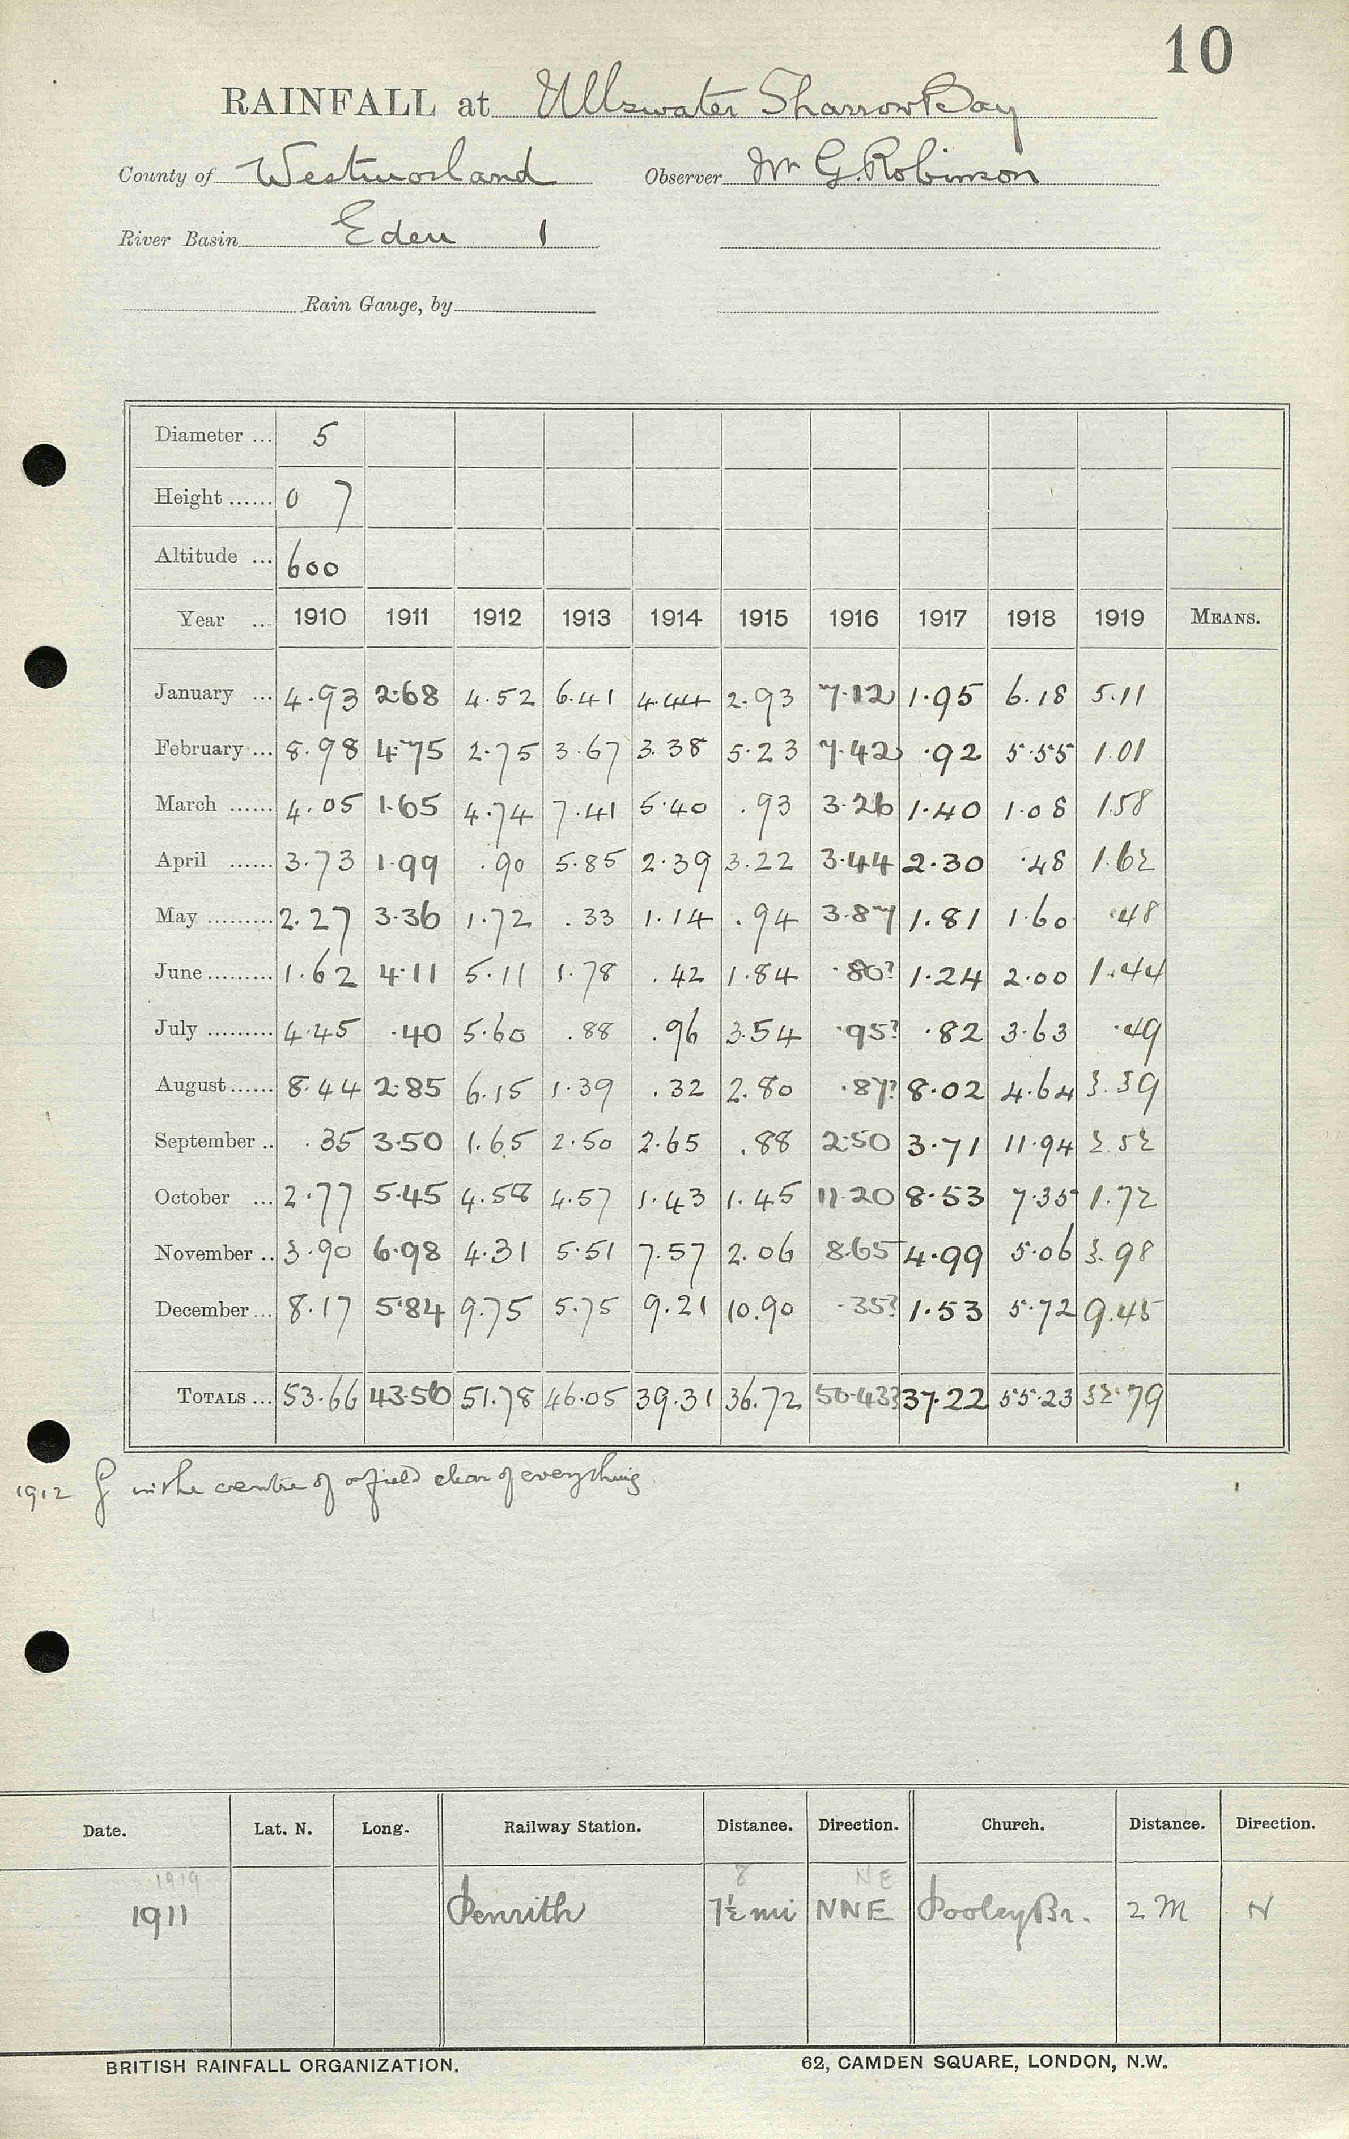 10
RAINFALL at Ullswater Sharrow Bay
County of Westmorland Observer Mr G. Robinson
River Basin Eden 1
Rain Gauge, by
Diameter ... 5
Height ...... 0 7
Altitude ... 600
Year ... 1910 1911 1912 1913 1914 1915 1916 1917 1918 1919 MEANS.
January ... 4.93 2.68 4.52 6.41 4.44 2.93 7.12 1.95 6.18 5.11
February ... 8.98 4.75 2.75 3.67 3.38 5.23 7.42 .92 5.55 1.01
March ...... 4.05 1.65 4.74 7.41 5.40 .93 3.26 1.40 1.08 1.58
April ...... 3.73 1.99 .90 5.85 2.39 3.22 3.44 2.30 .48 1.62
May ......... 2.27 3.36 1.72 .33 1.14 .94 3.87 1.81 1.60 .48
June ......... 1.62 4.11 5.11 1.78 .42 1.84 .80? 1.24 2.00 1.44
July ......... 4.45 .40 5.60 .88 .96 3.54 .95? .82 3.63 .49
August ...... 8.44 2.85 6.15 1.39 .32 2.80 .87? 8.02 4.64 3.39
September .. .35 3.50 1.65 2.50 2.65 .88 2.50 3.71 11.94 2.52
October ... 2.77 5.45 4.58 4.57 1.43 1.45 11.20 8.53 7.35 1.72
November .. 3.90 6.98 4.31 5.51 7.57 2.06 8.65 4.99 5.06 3.98
December ... 8.17 5.84 9.75 5.75 9.21 10.90 .35? 1.53 5.72 9.45
TOTALS ... 53.66 43.56 51.78 46.05 39.31 36.72 50.43? 37.22 55.23 32.79
1912 G in the centre of a field clear of everything.
Date. Lat. N. Long. Railway Station. Distance. Direction. Church. Distance. Direction.
1919 8 NE
1911 Penrith 7½ mi NNE Pooley Br. 2 M N
BRITISH RAINFALL ORGANIZATION. 62, CAMDEN SQUARE, LONDON, N.W.